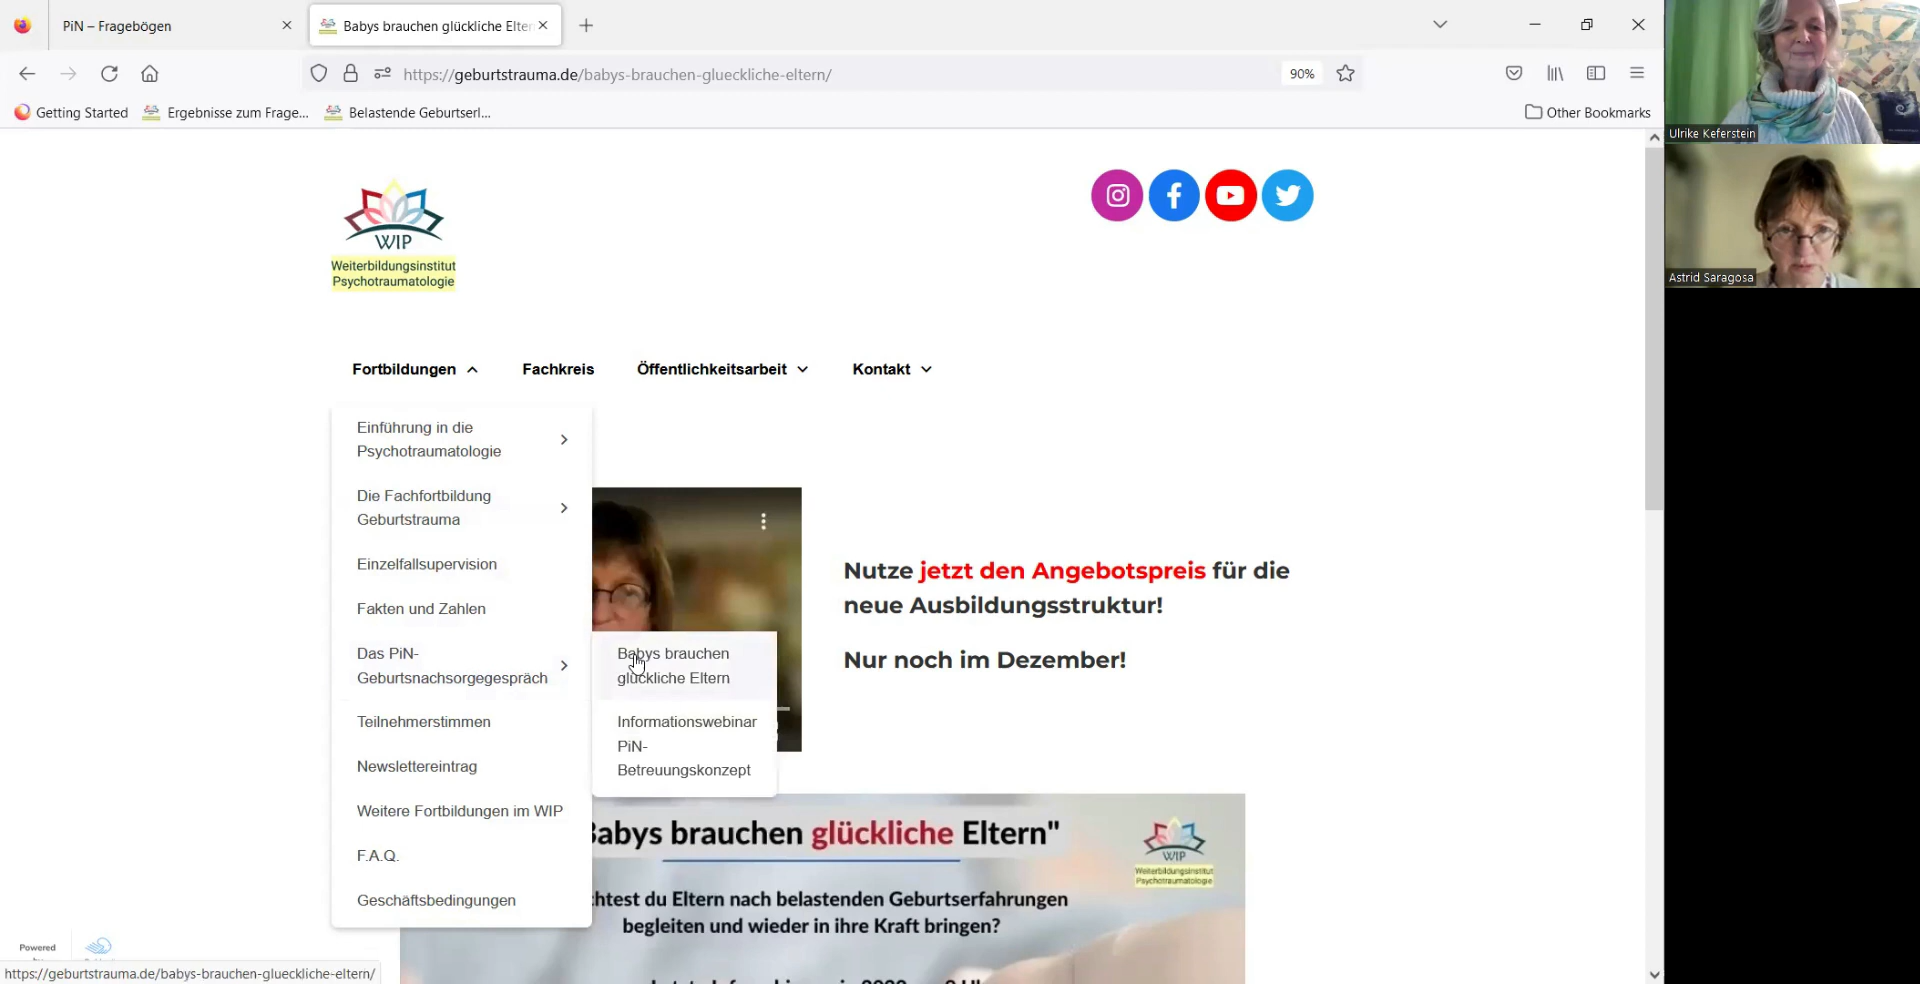 PiN – Fragebögen
Babys brauchen glückliche Elter
https://geburtstrauma.de/babys-brauchen-glueckliche-eltern/
90%
Getting Started
Ergebnisse zum Frage...
Belastende Geburtserl...
Other Bookmarks
Ulrike Keferstein
Astrid Saragosa
WIP
Weiterbildungsinstitut
Psychotraumatologie
Fortbildungen
Fachkreis
Öffentlichkeitsarbeit
Kontakt
Einführung in die
Psychotraumatologie
Die Fachfortbildung
Geburtstrauma
Einzelfallsupervision
Fakten und Zahlen
Das PiN-
Geburtsnachsorgegespräch
Teilnehmerstimmen
Newslettereintrag
Weitere Fortbildungen im WIP
F.A.Q.
Geschäftsbedingungen
Babys brauchen
glückliche Eltern
Informationswebinar
PiN-
Betreuungskonzept
Nutze jetzt den Angebotspreis für die
neue Ausbildungsstruktur!
Nur noch im Dezember!
Babys brauchen glückliche Eltern"
WIP
Weiterbildungsinstitut
Psychotraumatologie
htest du Eltern nach belastenden Geburtserfahrungen
begleiten und wieder in ihre Kraft bringen?
Powered
https://geburtstrauma.de/babys-brauchen-glueckliche-eltern/